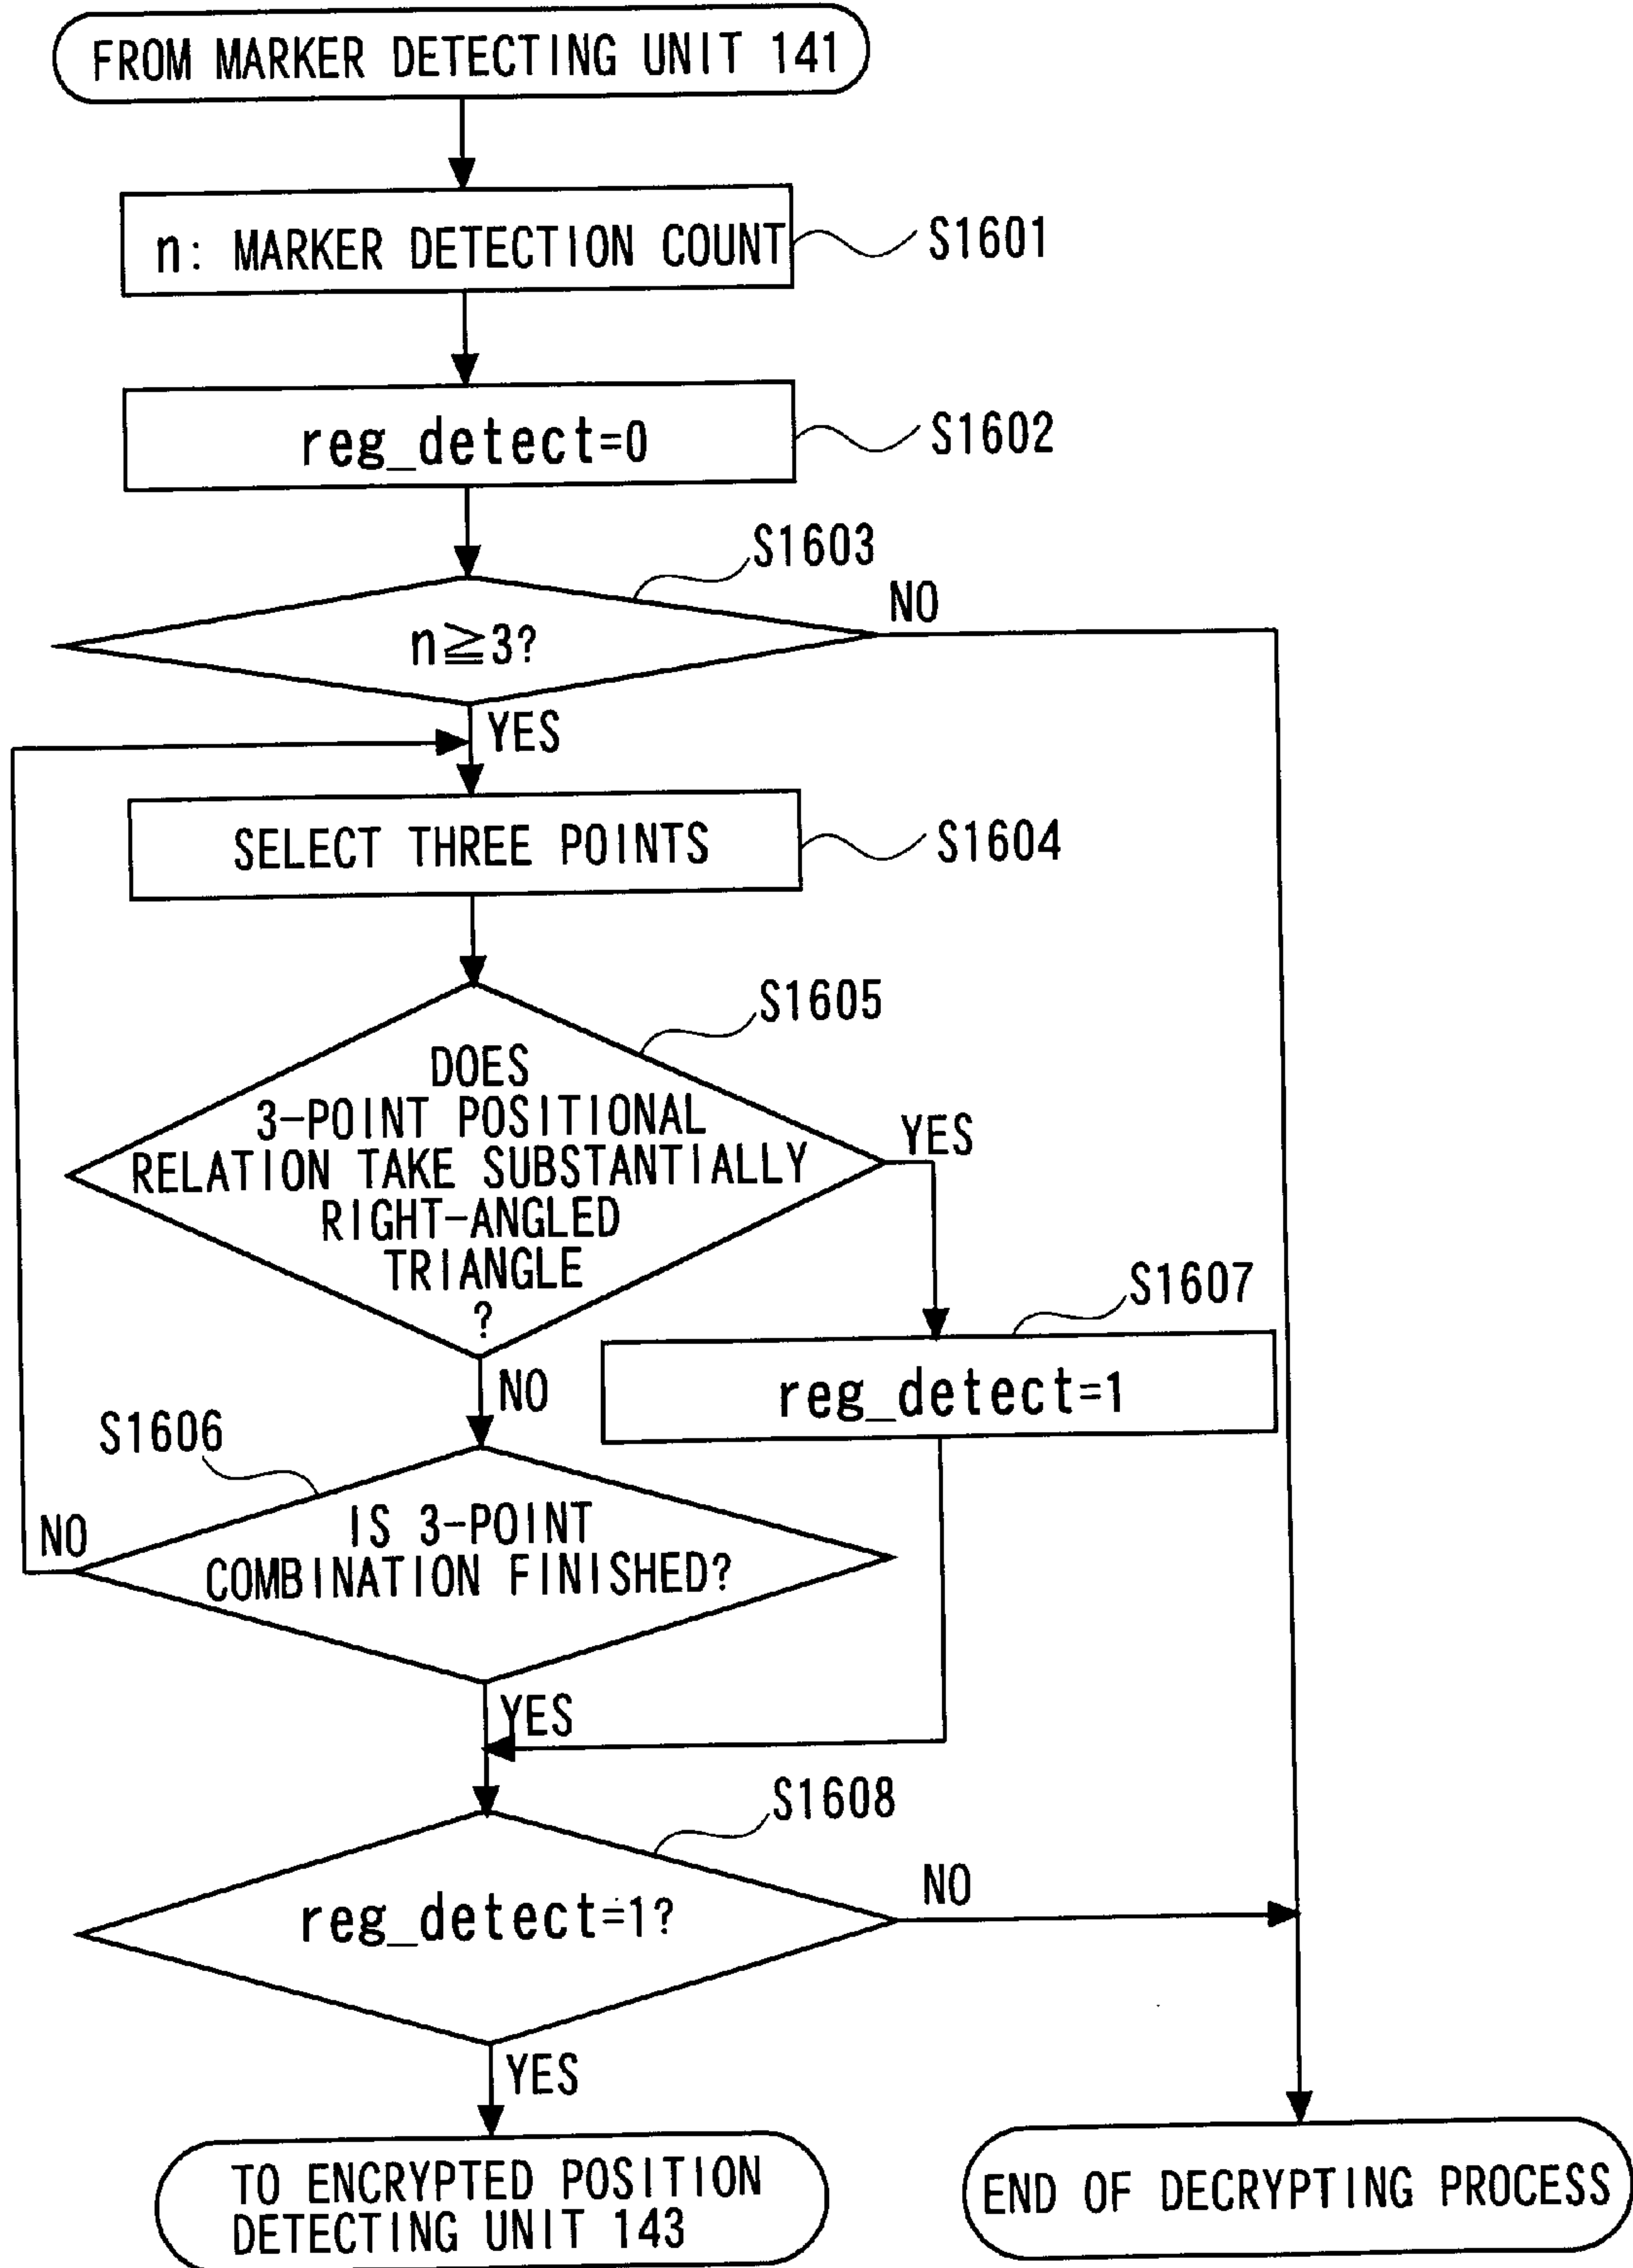 FROM MARKER DETECTING UNIT 141
n: MARKER DETECTION COUNT
S1601
reg_detect=0
S1602
S1603
n≧3?
NO
YES
SELECT THREE POINTS
S1604
S1605
DOES
3-POINT POSITIONAL
RELATION TAKE SUBSTANTIALLY
RIGHT-ANGLED
TRIANGLE
?
YES
NO
S1607
reg_detect=1
S1606
IS 3-POINT
COMBINATION FINISHED?
NO
YES
S1608
reg_detect=1?
NO
YES
TO ENCRYPTED POSITION
DETECTING UNIT 143
END OF DECRYPTING PROCESS